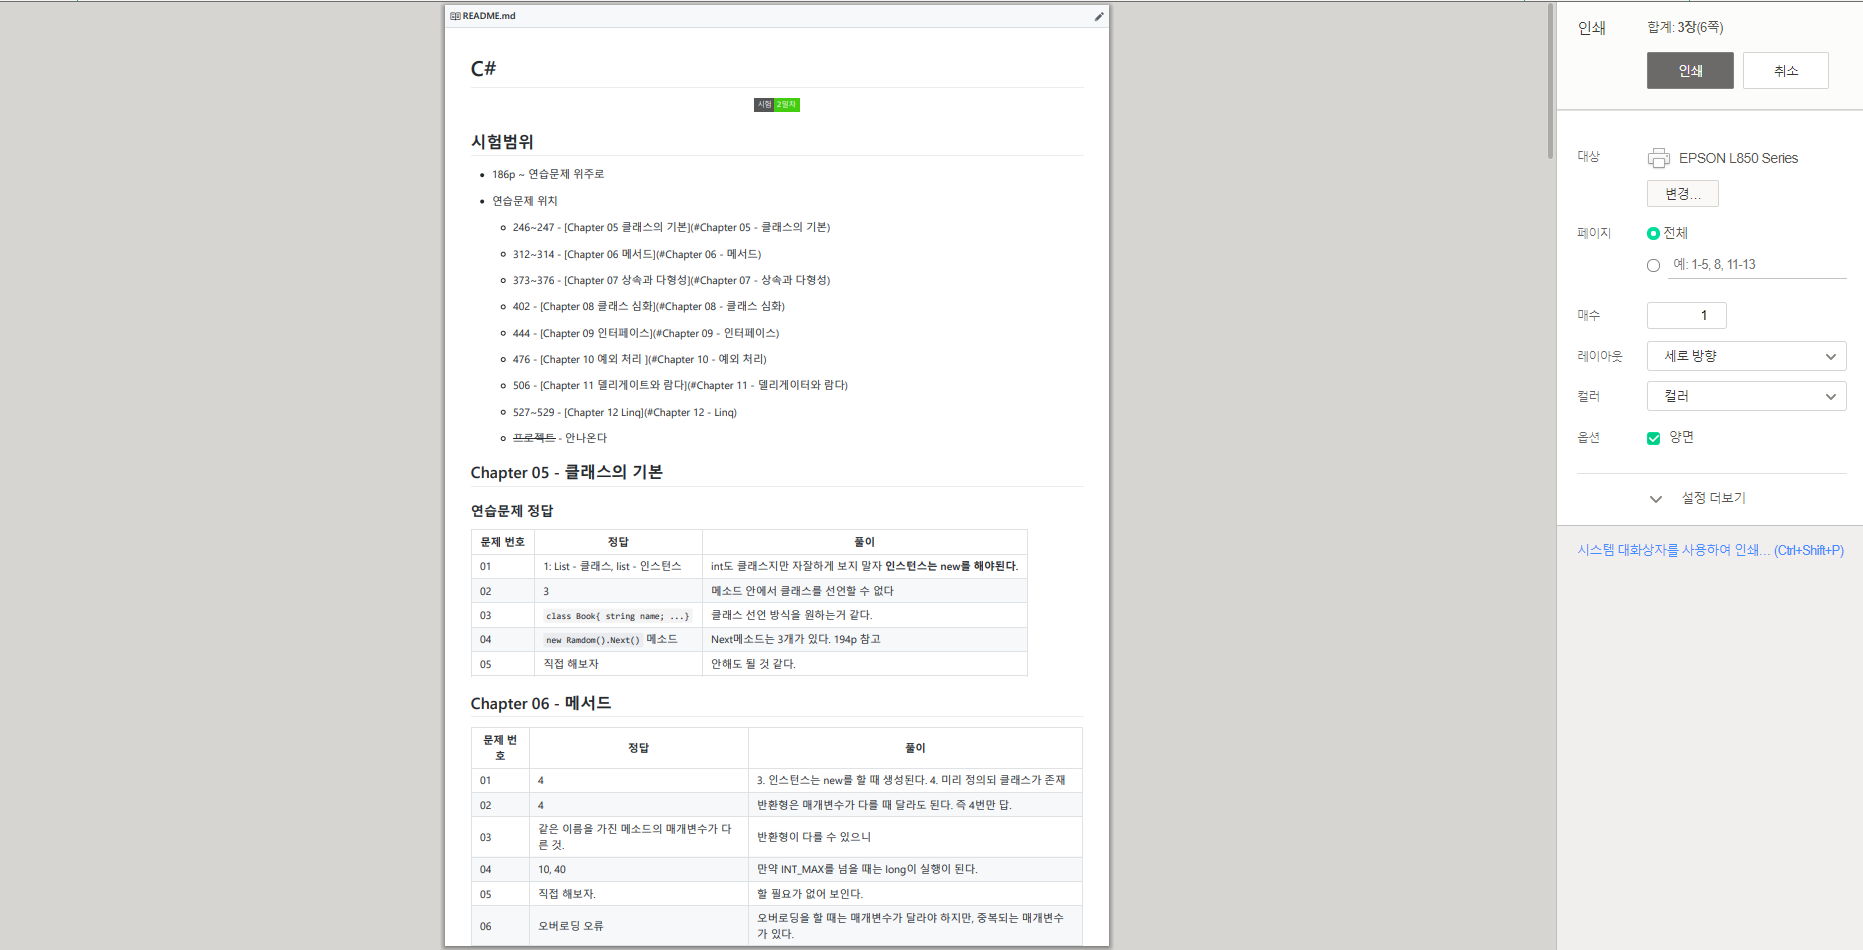 README.md
C#
시험 2일차
시험범위
186p ~ 연습문제 위주로
연습문제 위치
246~247 - [Chapter 05 클래스의 기본](#Chapter 05 - 클래스의 기본)
312~314 - [Chapter 06 메서드](#Chapter 06 - 메서드)
373~376 - [Chapter 07 상속과 다형성](#Chapter 07 - 상속과 다형성)
402 - [Chapter 08 클래스 심화](#Chapter 08 - 클래스 심화)
444 - [Chapter 09 인터페이스](#Chapter 09 - 인터페이스)
476 - [Chapter 10 예외 처리 ](#Chapter 10 - 예외 처리)
506 - [Chapter 11 델리게이트와 람다](#Chapter 11 - 델리게이터와 람다)
527~529 - [Chapter 12 Linq](#Chapter 12 - Linq)
프로젝트 - 안나온다
Chapter 05 - 클래스의 기본
연습문제 정답
문제 번호 정답 풀이
01 1: List - 클래스, list - 인스턴스 int도 클래스지만 자잘하게 보지 말자 인스턴스는 new를 해야된다.
02 3 메소드 안에서 클래스를 선언할 수 없다
03 class Book{ string name; ...} 클래스 선언 방식을 원하는거 같다.
04 new Ramdom().Next() 메소드 Next메소드는 3개가 있다. 194p 참고
05 직접 해보자 안해도 될 것 같다.
Chapter 06 - 메서드
문제 번
호
정답 풀이
01 4 3. 인스턴스는 new를 할 때 생성된다. 4. 미리 정의되 클래스가 존재
02 4 반환형은 매개변수가 다를 때 달라도 된다. 즉 4번만 답.
03 같은 이름을 가진 메소드의 매개변수가 다
른 것.
반환형이 다를 수 있으니
04 10, 40 만약 INT_MAX를 넘을 때는 long이 실행이 된다.
05 직접 해보자. 할 필요가 없어 보인다.
06 오버로딩 오류 오버로딩을 할 때는 매개변수가 달라야 하지만, 중복되는 매개변수
가 있다.
인쇄 합계: 3장(6쪽)
인쇄 취소
대상 EPSON L850 Series
변경...
페이지 전체
예: 1-5, 8, 11-13
매수 1
레이아웃 세로 방향
컬러 컬러
옵션 양면
설정 더보기
시스템 대화상자를 사용하여 인쇄... (Ctrl+Shift+P)